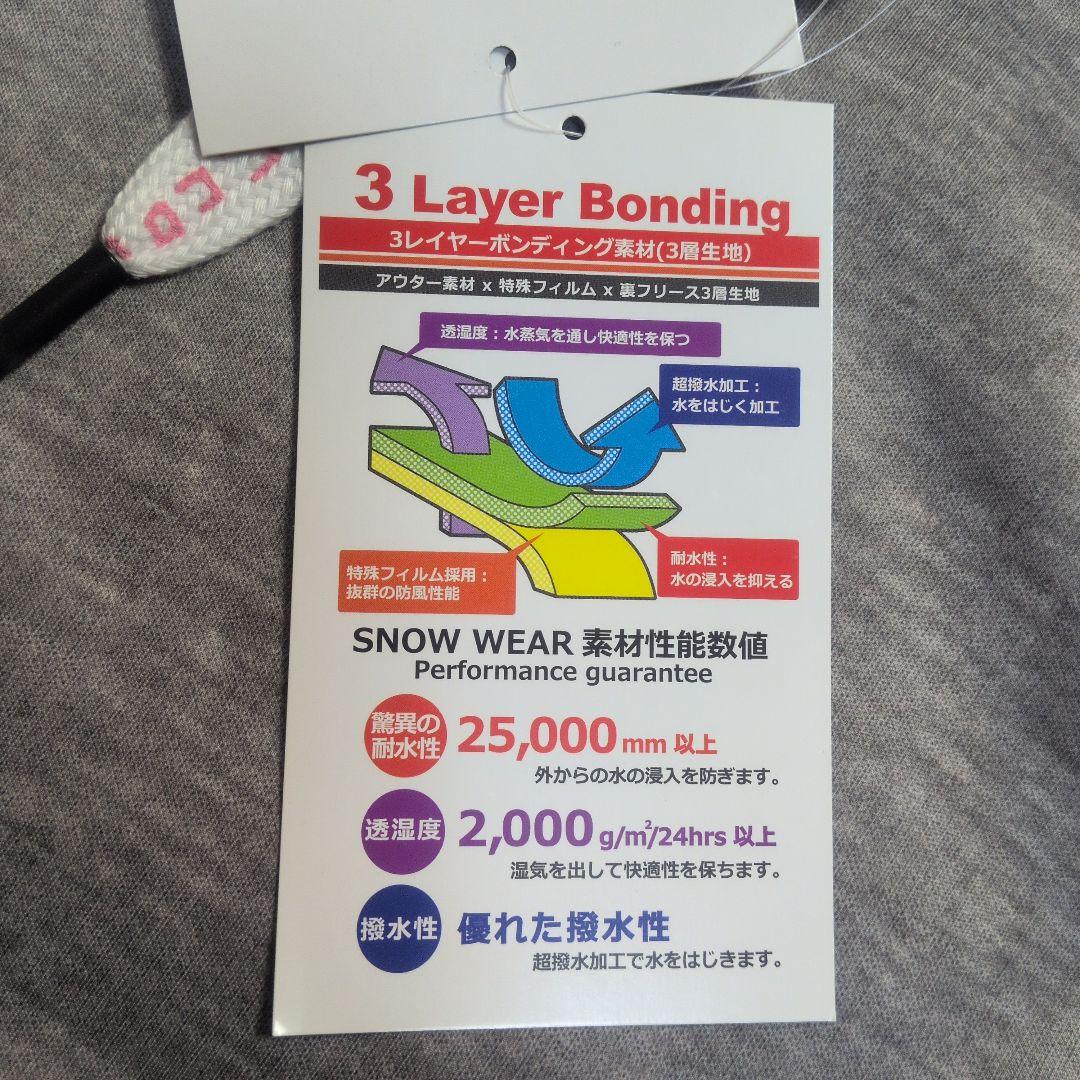 3 Layer Bonding
3レイヤーボンディング素材(3層生地)
アウター素材 x 特殊フィルム x 裏フリース3層生地
透湿度：水蒸気を通し快適性を保つ
超撥水加工：
水をはじく加工
特殊フィルム採用：
抜群の防風性能
耐水性：
水の浸入を抑える
SNOW WEAR 素材性能数値
Performance guarantee
驚異の
耐水性
25,000 mm 以上
外からの水の浸入を防ぎます。
透湿度
2,000 g/㎡/24hrs 以上
湿気を出して快適性を保ちます。
撥水性
優れた撥水性
超撥水加工で水をはじきます。